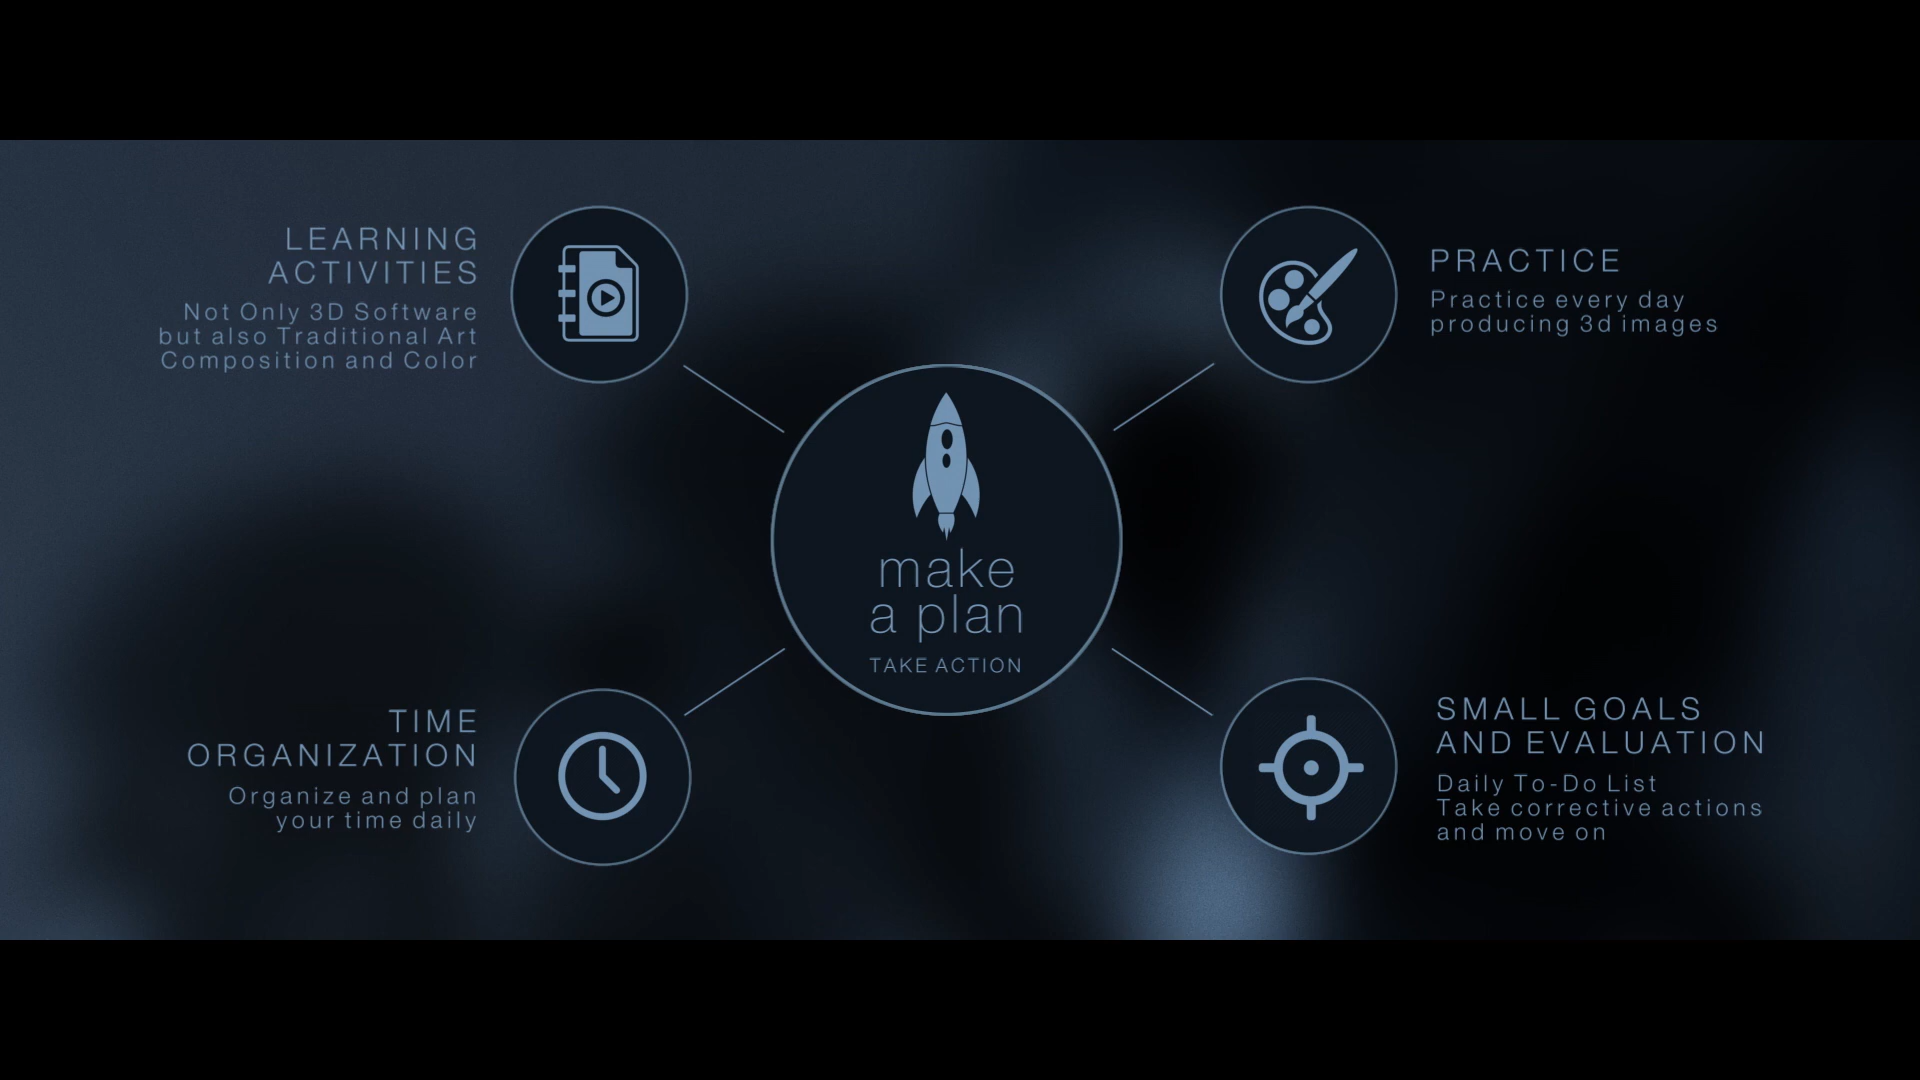 LEARNING
ACTIVITIES
Not Only 3D Software
but also Traditional Art
Composition and Color
PRACTICE
Practice every day
producing 3d images
make
a plan
TAKE ACTION
TIME
ORGANIZATION
Organize and plan
your time daily
SMALL GOALS
AND EVALUATION
Daily To-Do List
Take corrective actions
and move on